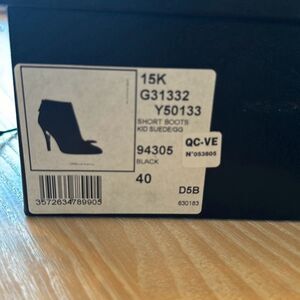 15K
G31332
Y50133
SHORT BOOTS
KID SUEDE/GG
94305
BLACK
QC-VE
N°053605
40
D5B
630183
3572634789905